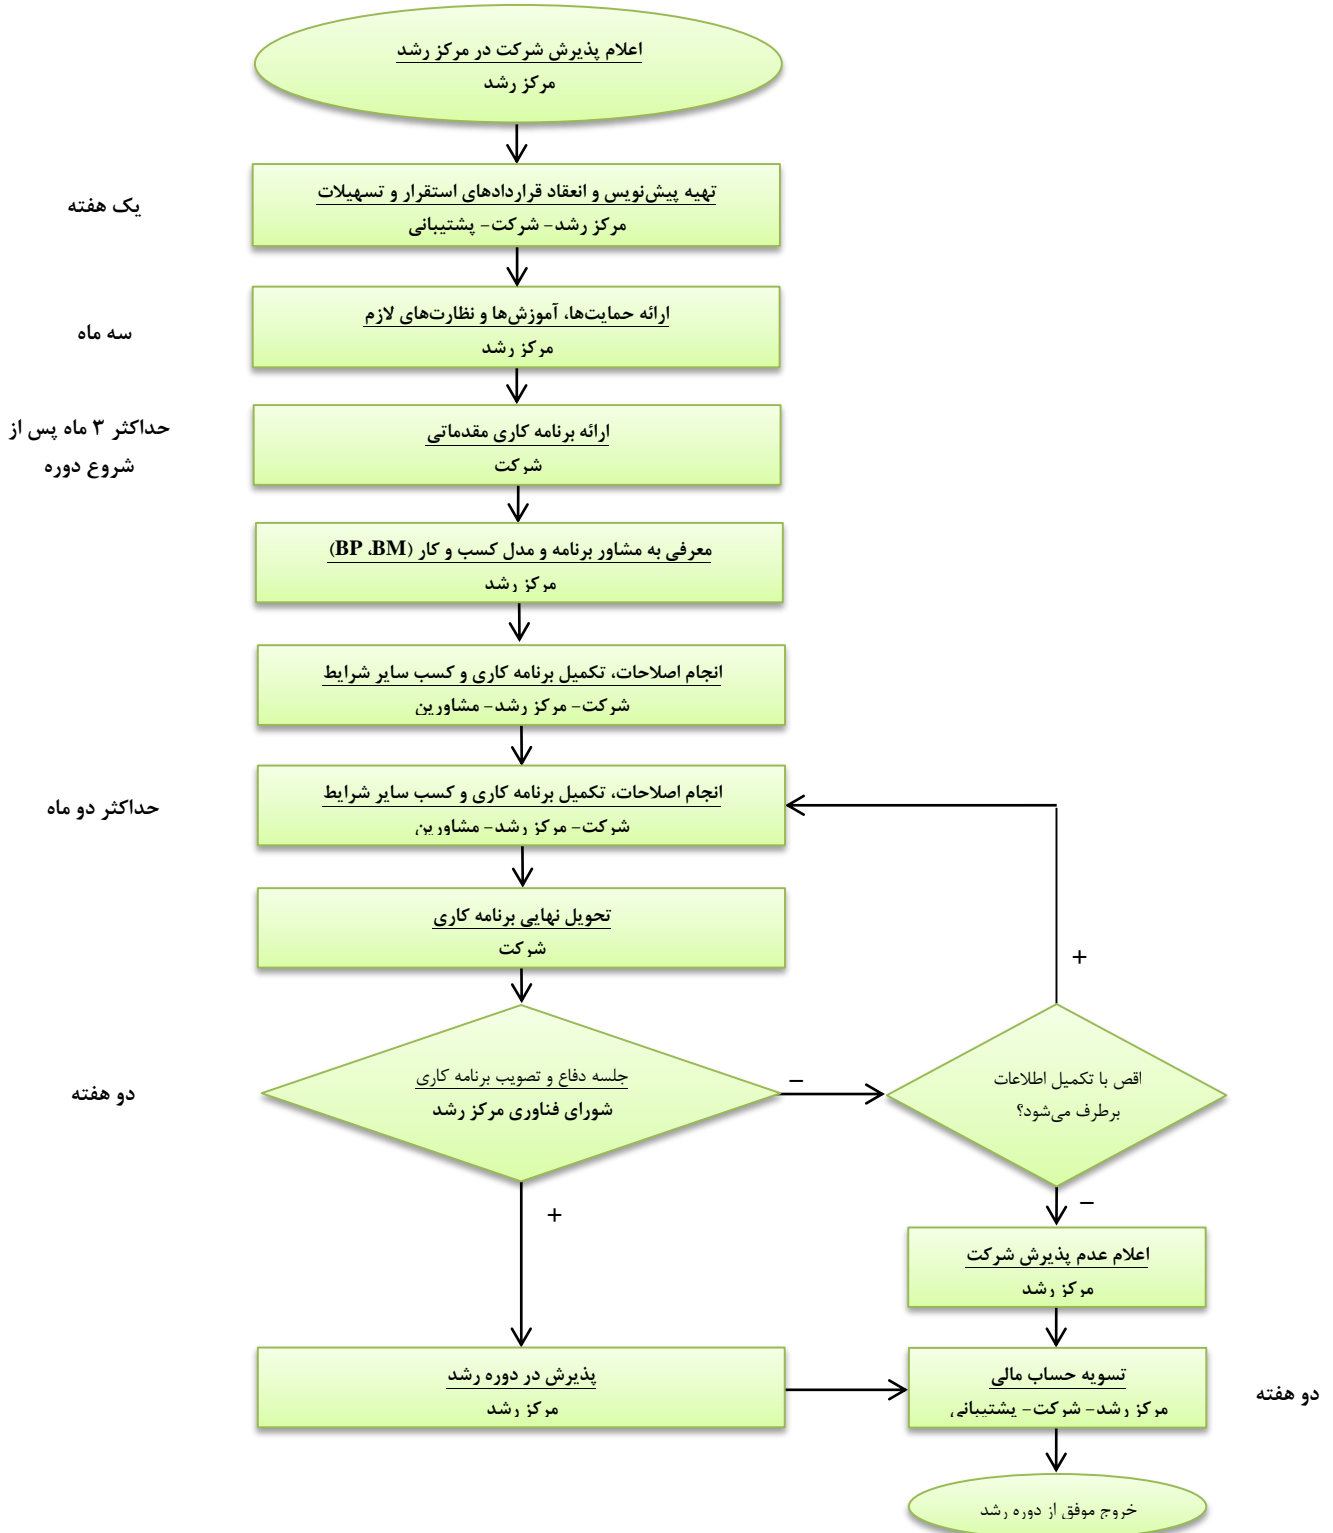 اعلام پذیرش شرکت در مرکز رشد
مرکز رشد
یک هفته
تهیه پیش‌نویس و انعقاد قراردادهای استقرار و تسهیلات
مرکز رشد- شرکت- پشتیبانی
سه ماه
ارائه حمایت‌ها، آموزش‌ها و نظارت‌های لازم
مرکز رشد
حداکثر ۳ ماه پس از
شروع دوره
ارائه برنامه کاری مقدماتی
شرکت
معرفی به مشاور برنامه و مدل کسب و کار (BP ،BM)
مرکز رشد
انجام اصلاحات، تکمیل برنامه کاری و کسب سایر شرایط
شرکت- مرکز رشد- مشاورین
حداکثر دو ماه
انجام اصلاحات، تکمیل برنامه کاری و کسب سایر شرایط
شرکت- مرکز رشد- مشاورین
تحویل نهایی برنامه کاری
شرکت
+
دو هفته
جلسه دفاع و تصویب برنامه کاری
شورای فناوری مرکز رشد
–
اقص با تکمیل اطلاعات
برطرف می‌شود؟
+
–
اعلام عدم پذیرش شرکت
مرکز رشد
پذیرش در دوره رشد
مرکز رشد
تسویه حساب مالی
مرکز رشد- شرکت- پشتیبانی
دو هفته
خروج موفق از دوره رشد